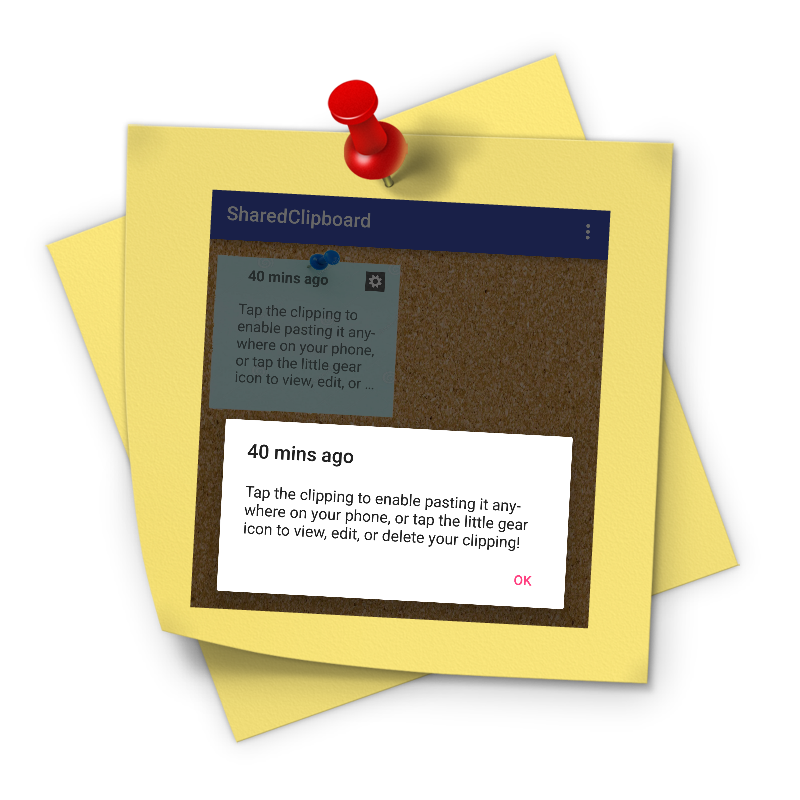 SharedClipboard
40 mins ago
Tap the clipping to
enable pasting it any-
where on your phone,
or tap the little gear
icon to view, edit, or ...
40 mins ago
Tap the clipping to enable pasting it any-
where on your phone, or tap the little gear
icon to view, edit, or delete your clipping!
OK